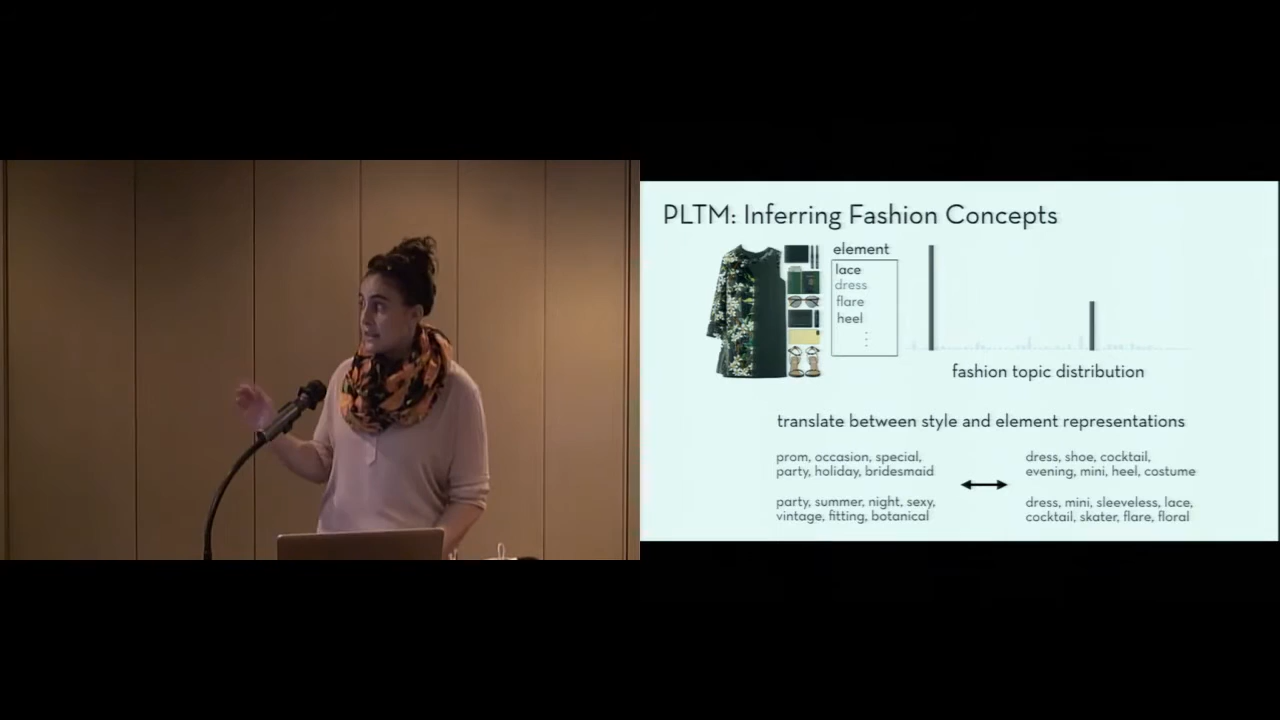 PLTM: Inferring Fashion Concepts
element
lace
dress
flare
heel
fashion topic distribution
translate between style and element representations
prom, occasion, special,
party, holiday, bridesmaid
dress, shoe, cocktail,
evening, mini, heel, costume
party, summer, night, sexy,
vintage, fitting, botanical
dress, mini, sleeveless, lace,
cocktail, skater, flare, floral